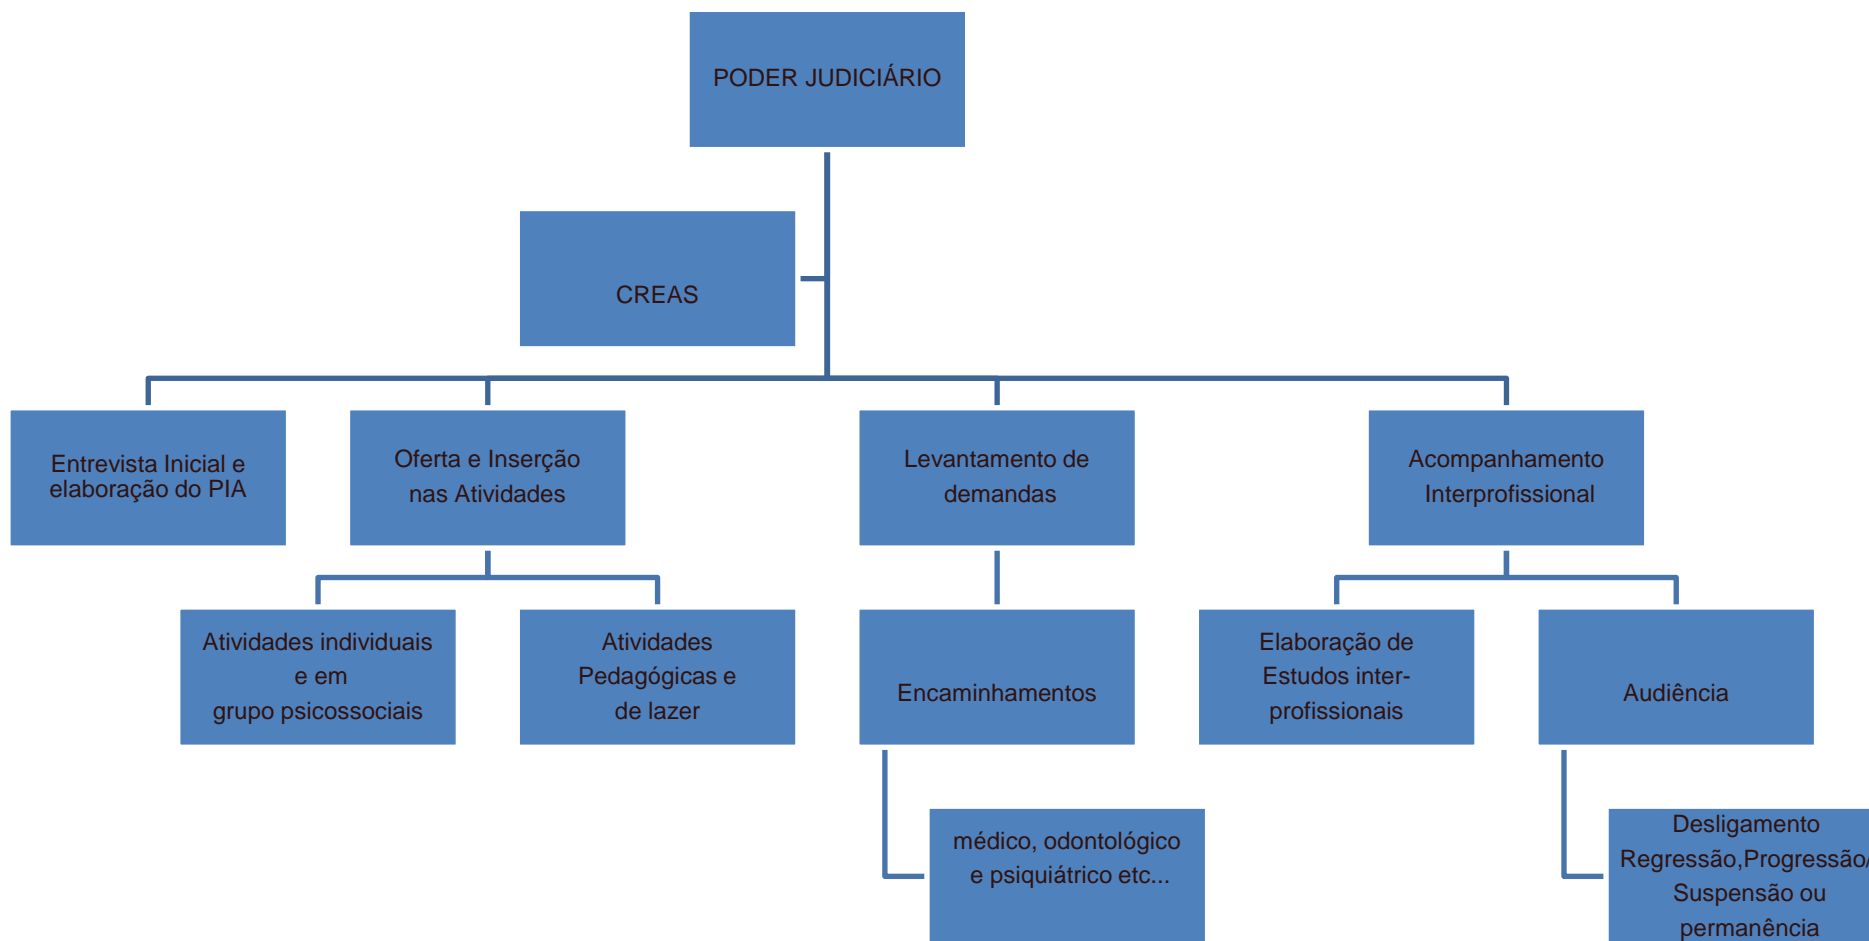 PODER JUDICIÁRIO
CREAS
Entrevista Inicial e
elaboração do PIA
Oferta e Inserção
nas Atividades
Levantamento de
demandas
Acompanhamento
Interprofissional
Atividades individuais
e em
grupo psicossociais
Atividades
Pedagógicas e
de lazer
Encaminhamentos
Elaboração de
Estudos inter-
profissionais
Audiência
médico, odontológico
e psiquiátrico etc...
Desligamento
Regressão,Progressão/
Suspensão ou
permanência